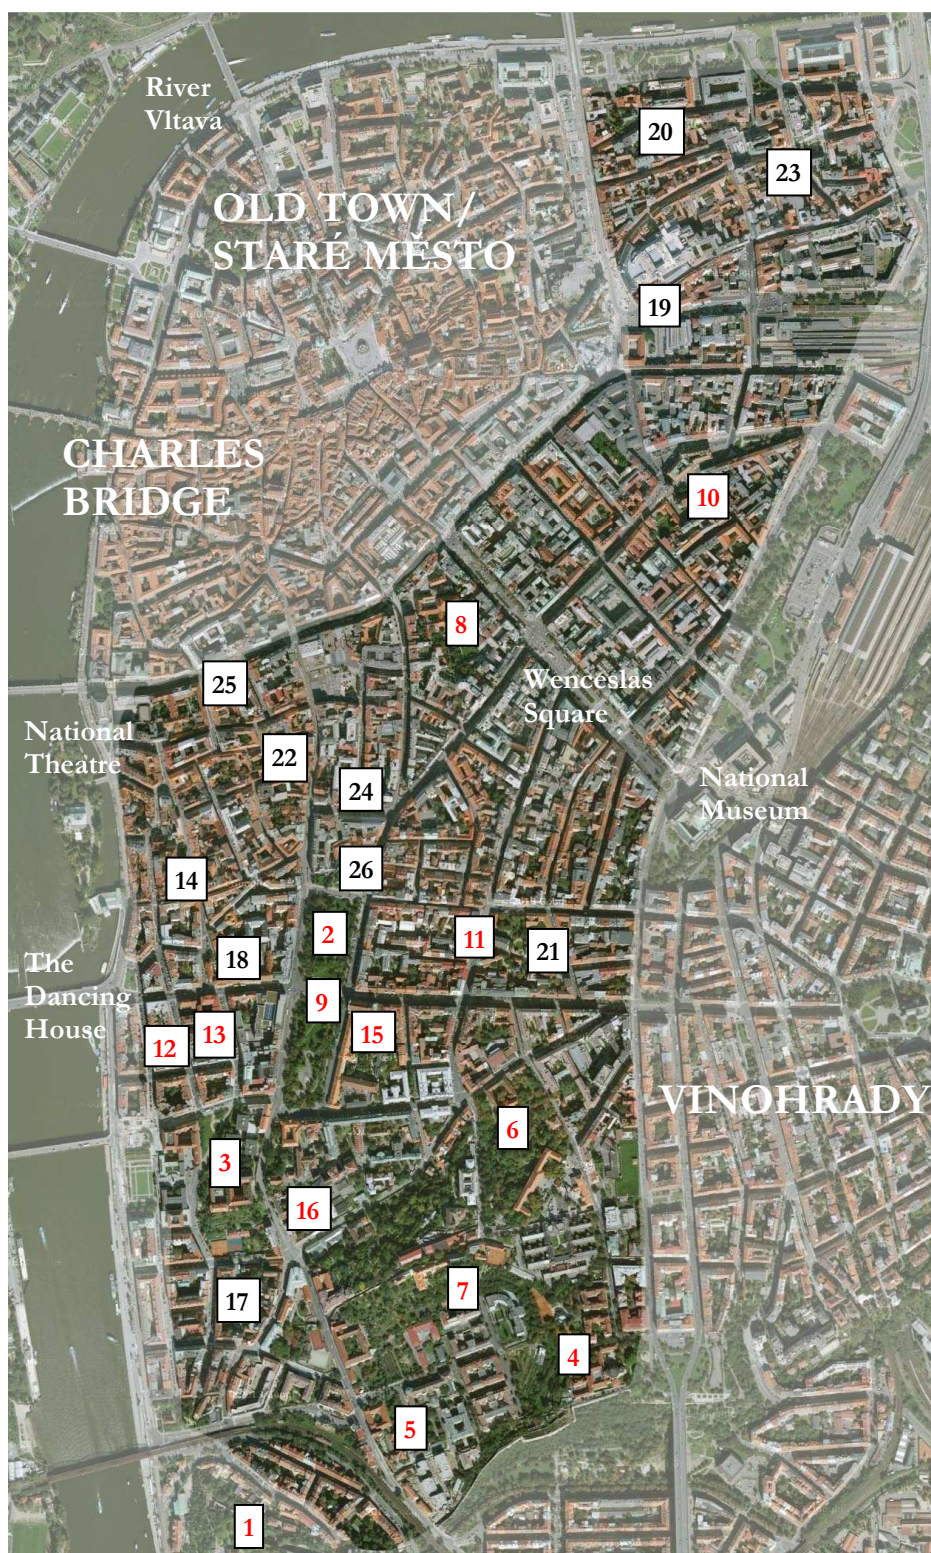 River
Vltava
20
23
OLD TOWN/
STARÉ MĚSTO
19
CHARLES
BRIDGE
10
8
25
Wenceslas
Square
National
Theatre
22
24
National
Museum
26
14
2
11
21
18
The
Dancing
House
9
13
12
15
VINOHRADY
6
3
16
7
17
4
5
1